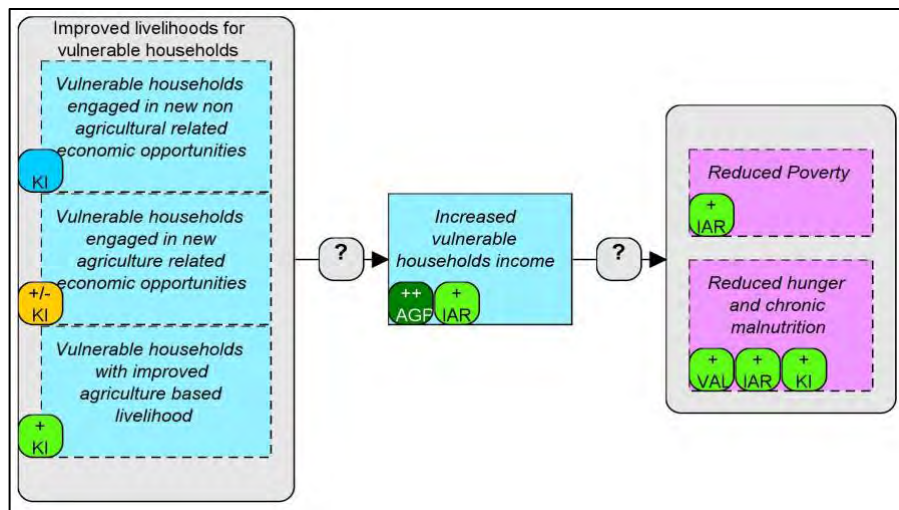 Improved livelihoods for
vulnerable households
Vulnerable households
engaged in new non
agricultural related
economic opportunities
KI
Vulnerable households
engaged in new
agriculture related
economic opportunities
+/-
KI
Vulnerable households
with improved
agriculture based
livelihood
+
KI
?
Increased
vulnerable
households income
++
AGP
+
IAR
?
Reduced Poverty
+
IAR
Reduced hunger
and chronic
malnutrition
+
VAL
+
IAR
+
KI